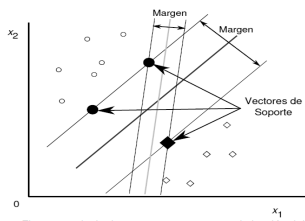 x2
Margen
Margen
Vectores de
Soporte
0
x1